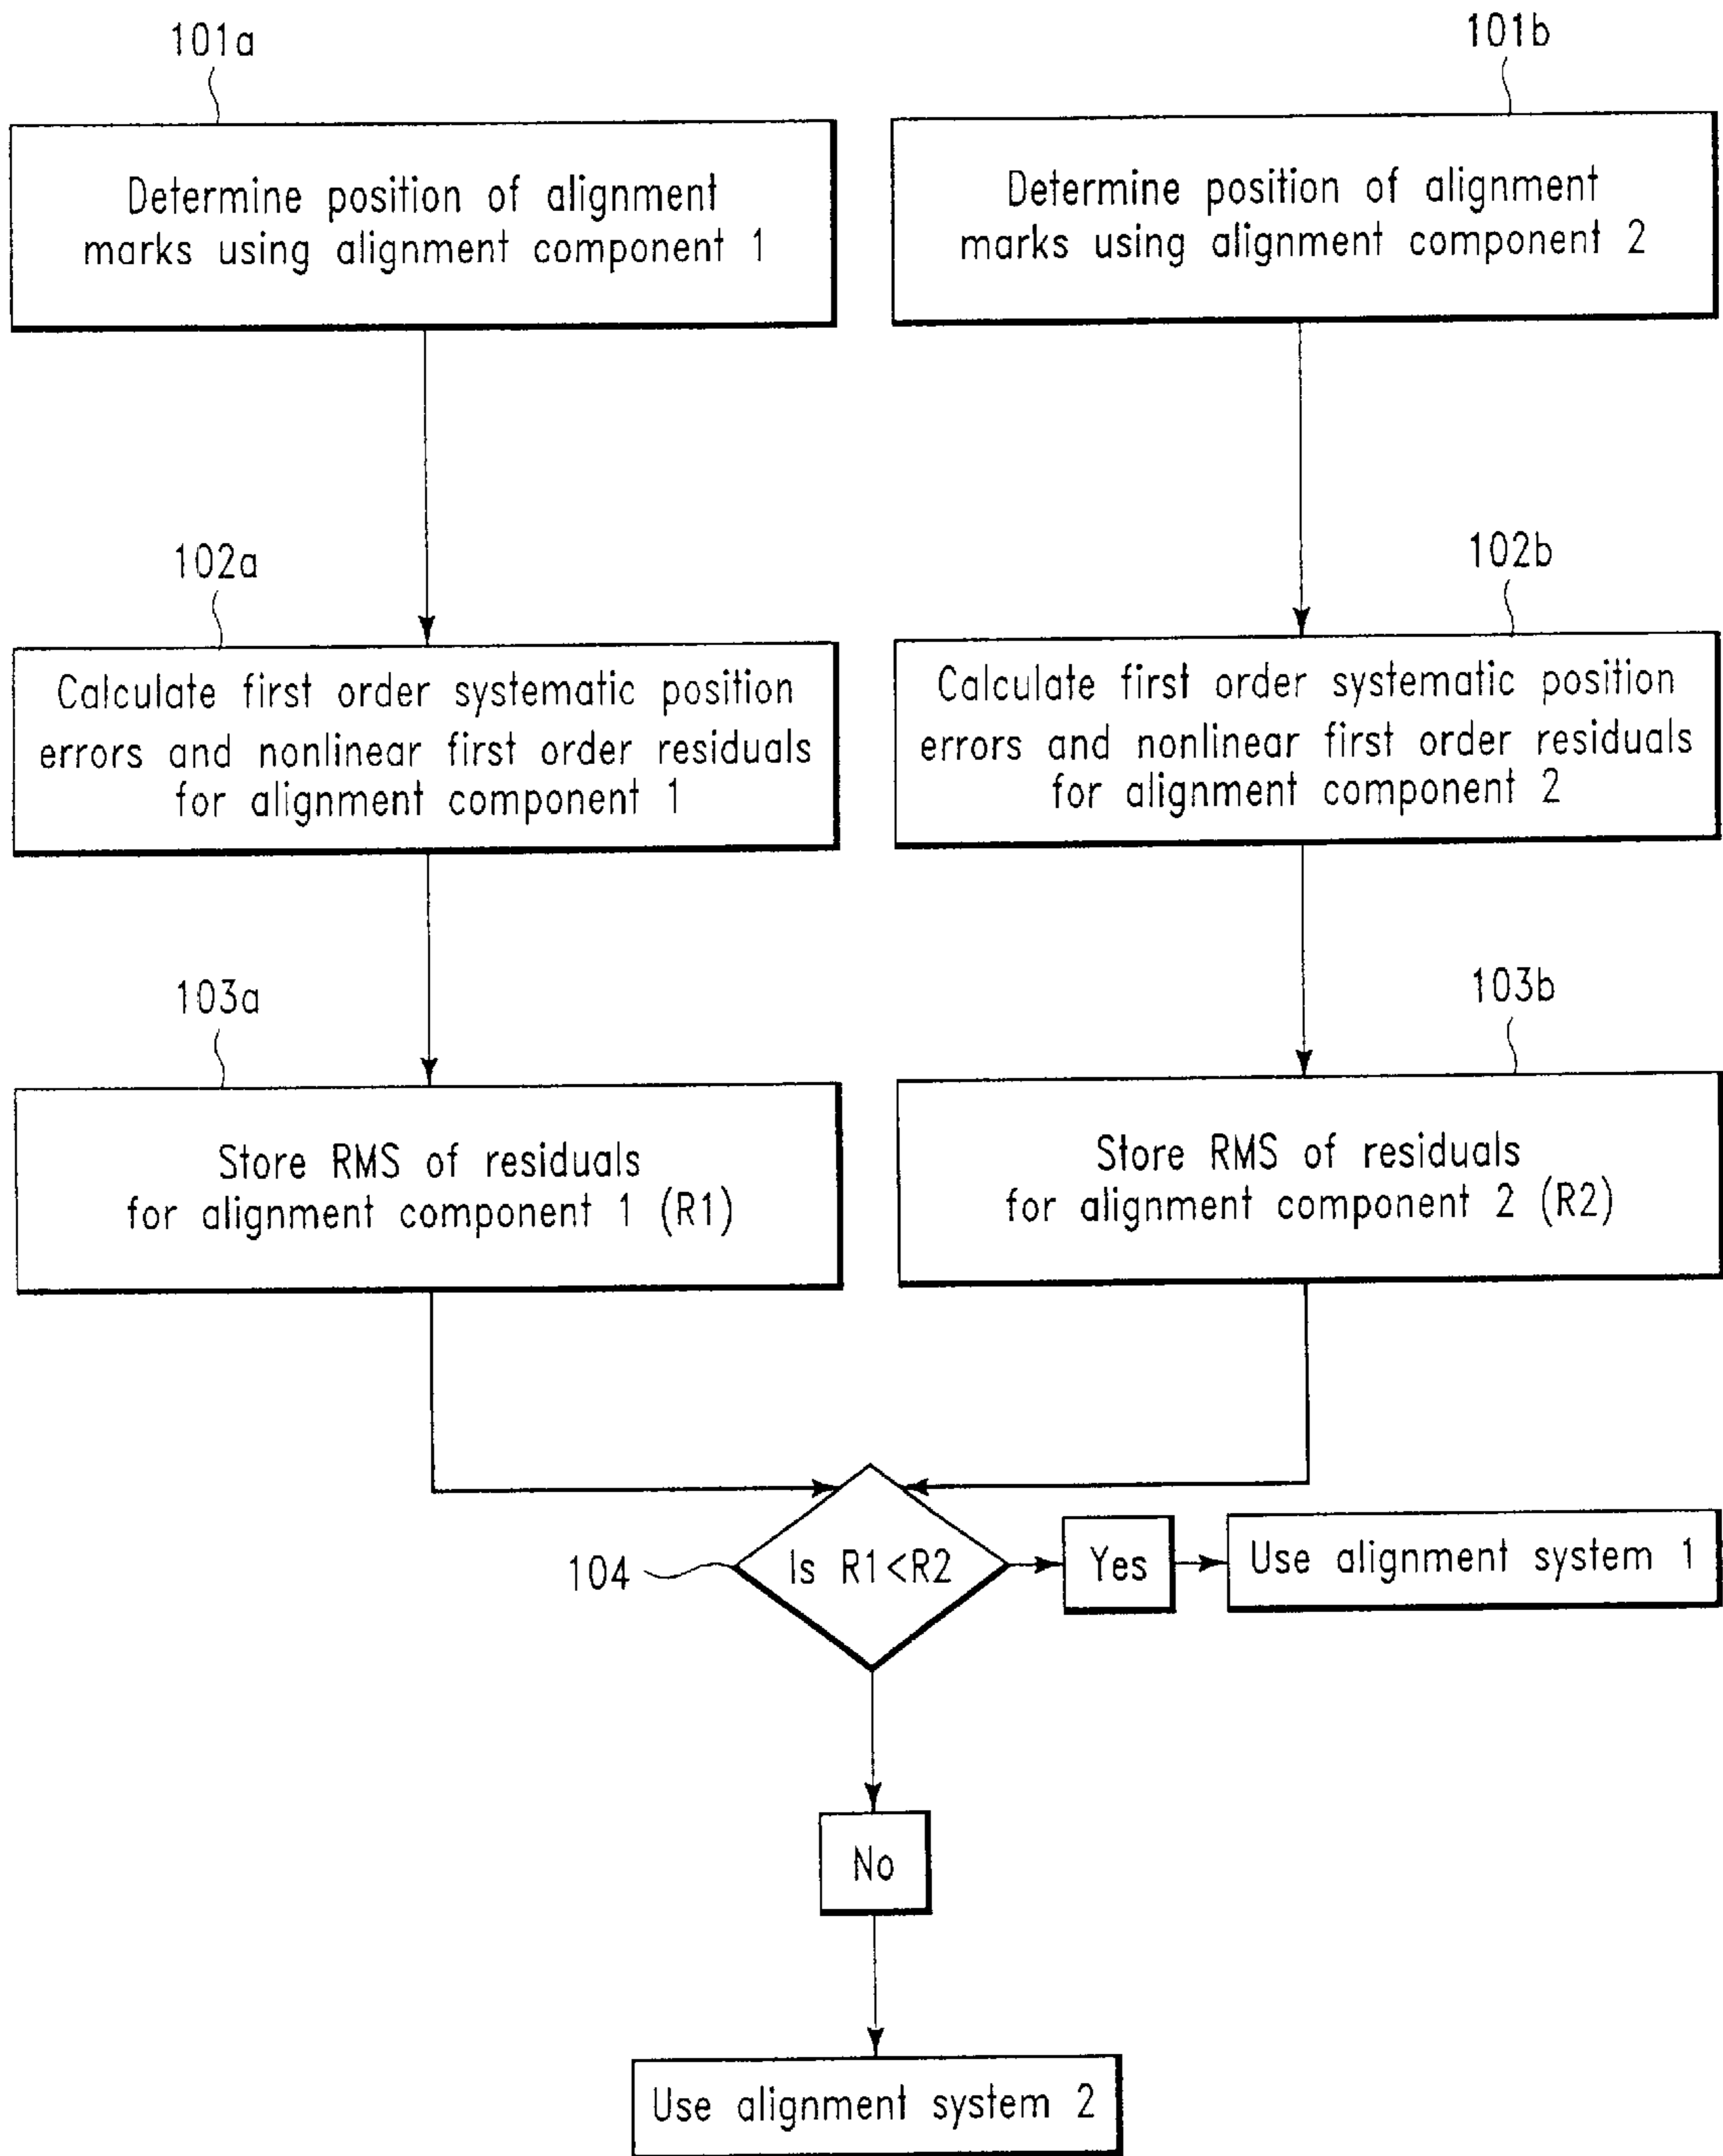 101a
101b
Determine position of alignment
marks using alignment component 1
Determine position of alignment
marks using alignment component 2
102a
102b
Calculate first order systematic position
errors and nonlinear first order residuals
for alignment component 1
Calculate first order systematic position
errors and nonlinear first order residuals
for alignment component 2
103a
103b
Store RMS of residuals
for alignment component 1 (R1)
Store RMS of residuals
for alignment component 2 (R2)
104
Is R1<R2
Yes
Use alignment system 1
No
Use alignment system 2